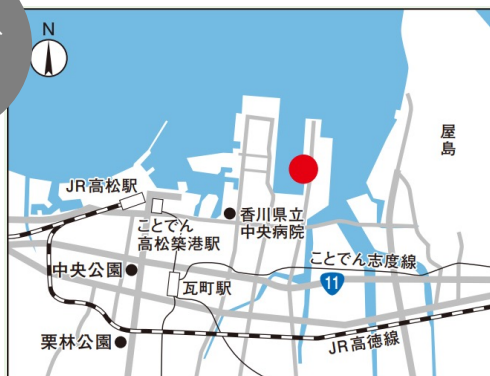 N
屋島
JR高松駅
ことでん
高松築港駅
香川県立
中央病院
ことでん志度線
中央公園
瓦町駅
11
栗林公園
JR高徳線